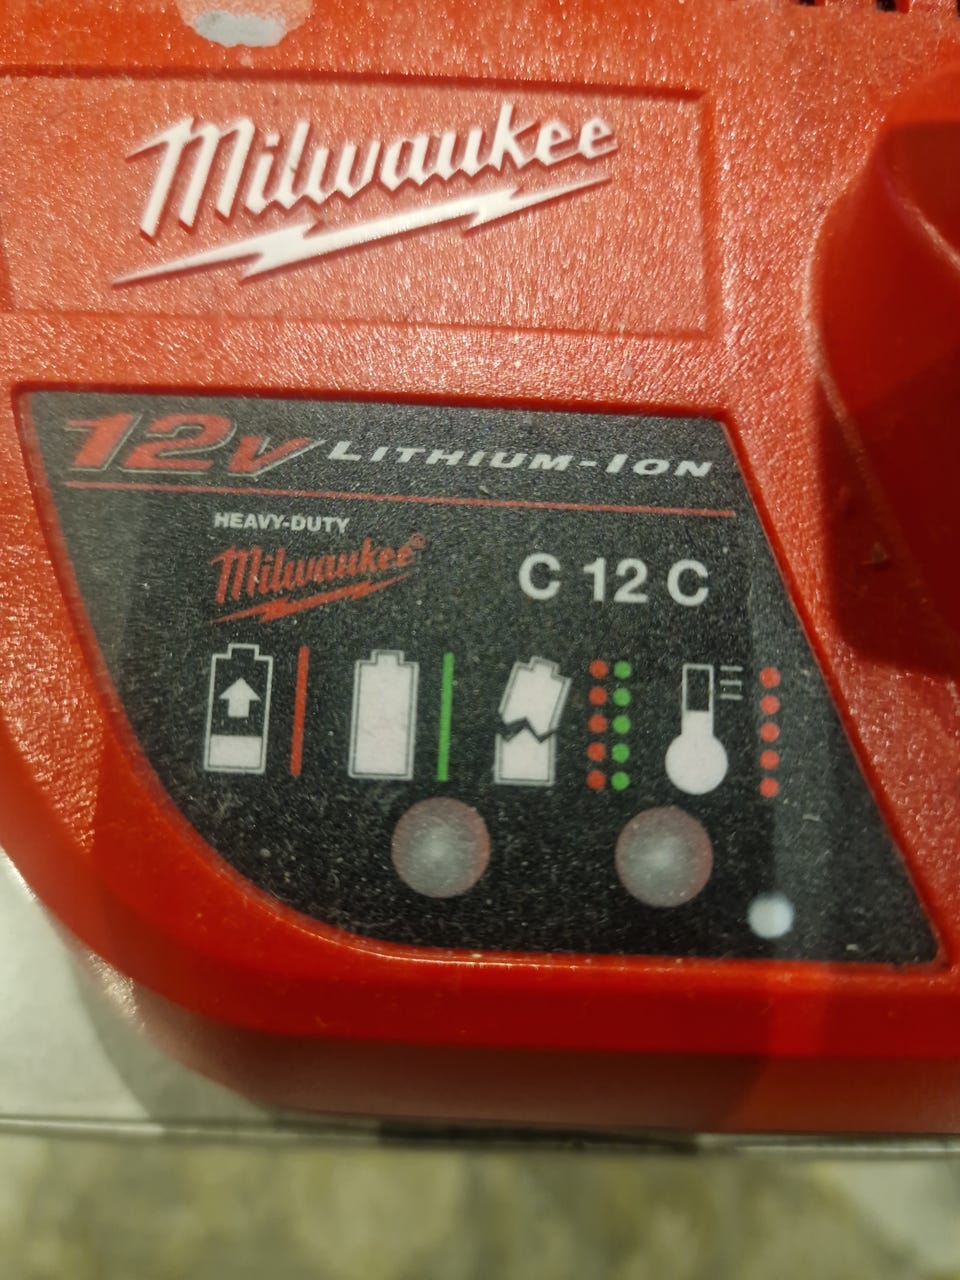 Milwaukee
12V LITHIUM-ION
HEAVY-DUTY
Milwaukee®
C 12 C